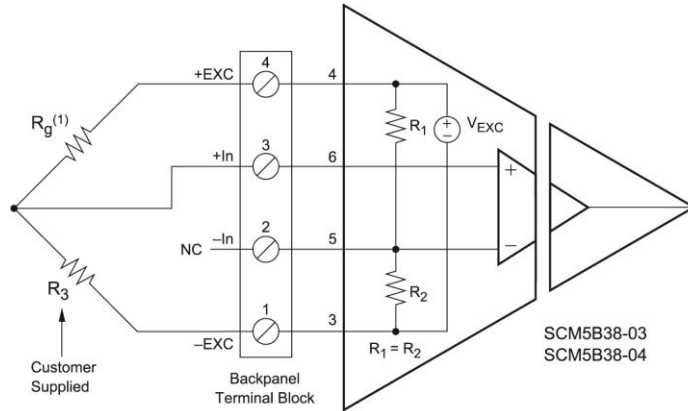 +EXC
4
4
Rg(1)
R1
+
−
VEXC
+In
3
6
+
−In
2
NC
5
−
R3
R2
1
3
−EXC
R1 = R2
SCM5B38-03
SCM5B38-04
Customer
Supplied
Backpanel
Terminal Block